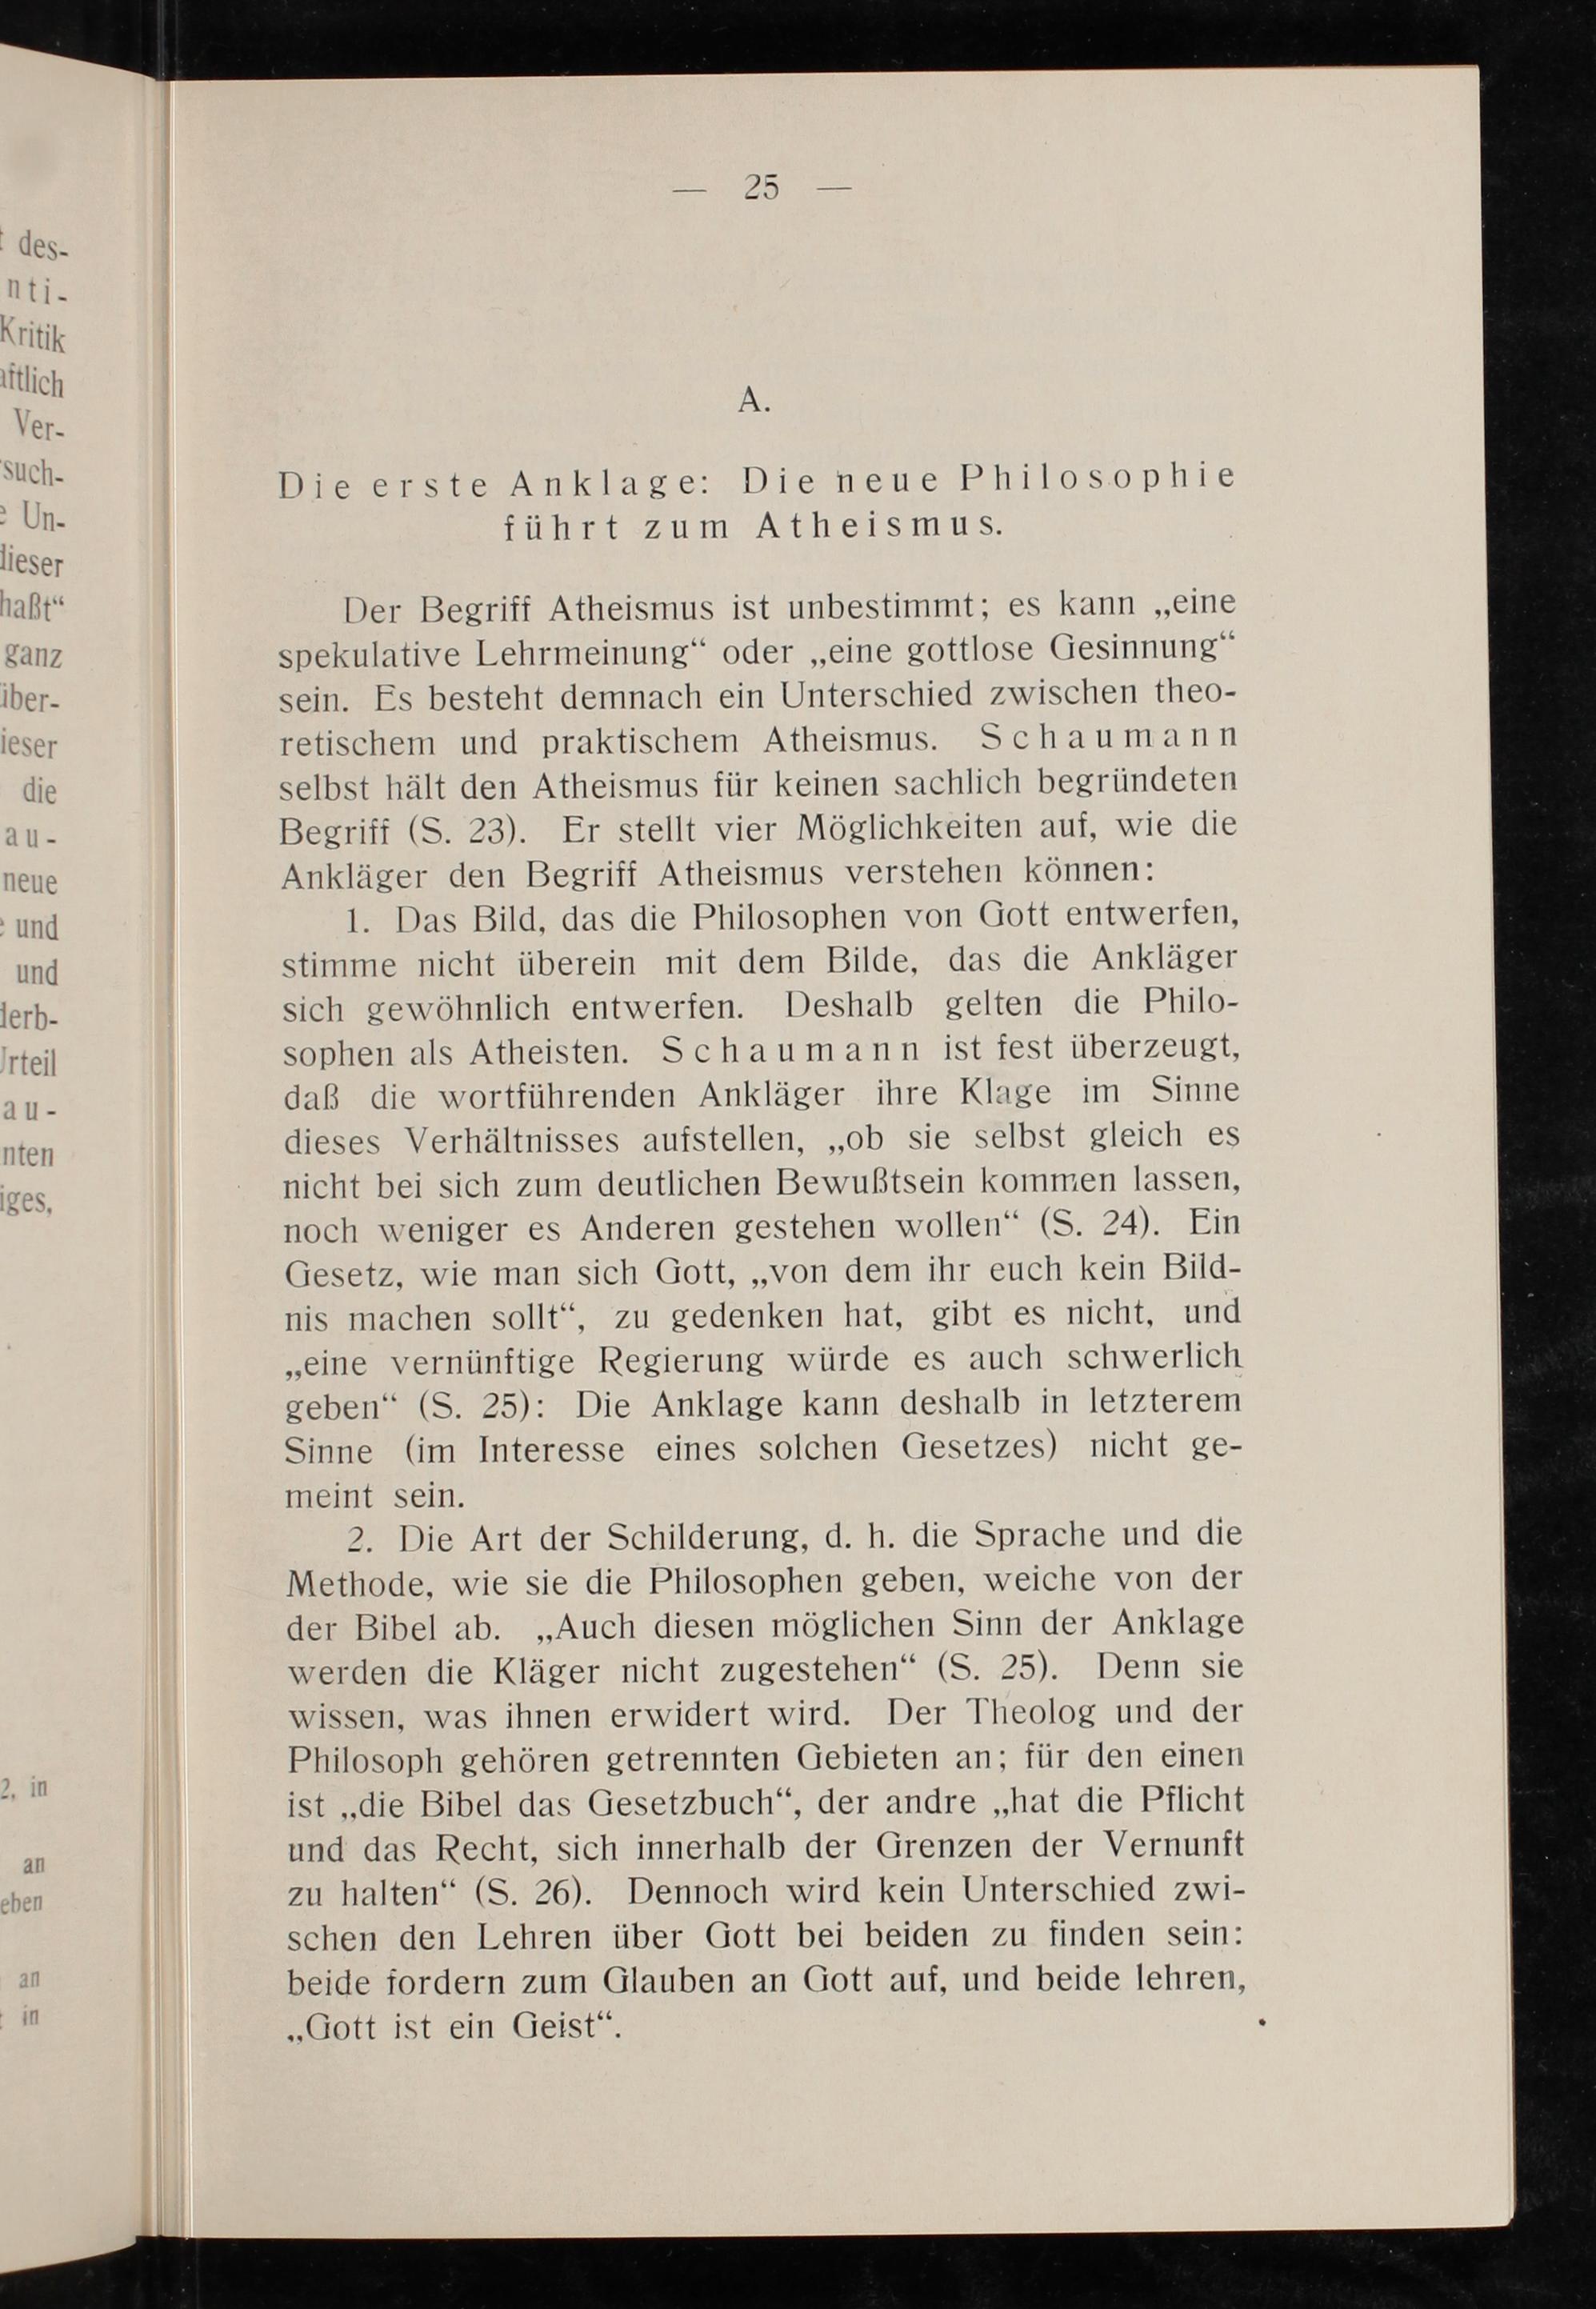 — 25 —
A.
Die erste Anklage: Die neue Philosophie
führt zum Atheismus.
Der Begriff Atheismus ist unbestimmt; es kann „eine
spekulative Lehrmeinung“ oder „eine gottlose Gesinnung“
sein. Es besteht demnach ein Unterschied zwischen theo-
retischem und praktischem Atheismus. Schaumann
selbst hält den Atheismus für keinen sachlich begründeten
Begriff (S. 23). Er stellt vier Möglichkeiten auf, wie die
Ankläger den Begriff Atheismus verstehen können:
1. Das Bild, das die Philosophen von Gott entwerfen,
stimme nicht überein mit dem Bilde, das die Ankläger
sich gewöhnlich entwerfen. Deshalb gelten die Philo-
sophen als Atheisten. Schaumann ist fest überzeugt,
daß die wortführenden Ankläger ihre Klage im Sinne
dieses Verhältnisses aufstellen, „ob sie selbst gleich es
nicht bei sich zum deutlichen Bewußtsein kommen lassen,
noch weniger es Anderen gestehen wollen“ (S. 24). Ein
Gesetz, wie man sich Gott, „von dem ihr euch kein Bild-
nis machen sollt“, zu gedenken hat, gibt es nicht, und
„eine vernünftige Regierung würde es auch schwerlich
geben“ (S. 25): Die Anklage kann deshalb in letzterem
Sinne (im Interesse eines solchen Gesetzes) nicht ge-
meint sein.
2. Die Art der Schilderung, d. h. die Sprache und die
Methode, wie sie die Philosophen geben, weiche von der
der Bibel ab. „Auch diesen möglichen Sinn der Anklage
werden die Kläger nicht zugestehen“ (S. 25). Denn sie
wissen, was ihnen erwidert wird. Der Theolog und der
Philosoph gehören getrennten Gebieten an; für den einen
ist „die Bibel das Gesetzbuch“, der andre „hat die Pflicht
und das Recht, sich innerhalb der Grenzen der Vernunft
zu halten“ (S. 26). Dennoch wird kein Unterschied zwi-
schen den Lehren über Gott bei beiden zu finden sein:
beide fordern zum Glauben an Gott auf, und beide lehren,
„Gott ist ein Geist“.